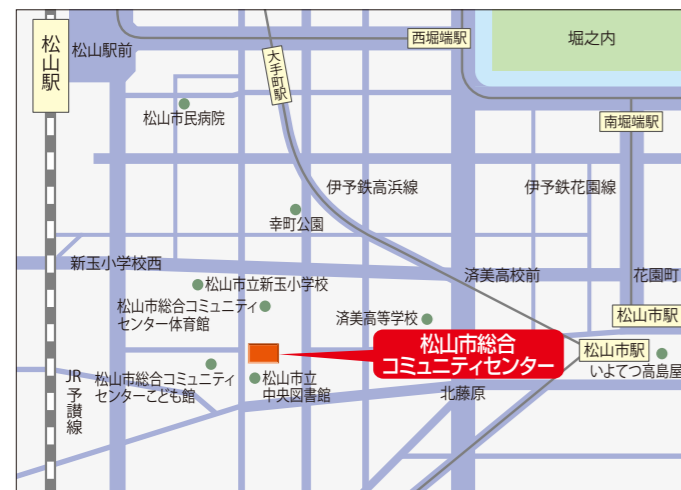 松山駅
松山駅前
西堀端駅
堀之内
大手町駅
松山市民病院
南堀端駅
伊予鉄高浜線
伊予鉄花園線
幸町公園
新玉小学校西
済美高校前
花園町
松山市立新玉小学校
松山市総合コミュニティ
センター体育館
済美高等学校
松山市駅
松山市総合
コミュニティセンター
松山市駅
いよてつ高島屋
JR予讃線
松山市総合コミュニティ
センターこども館
松山市立
中央図書館
北藤原